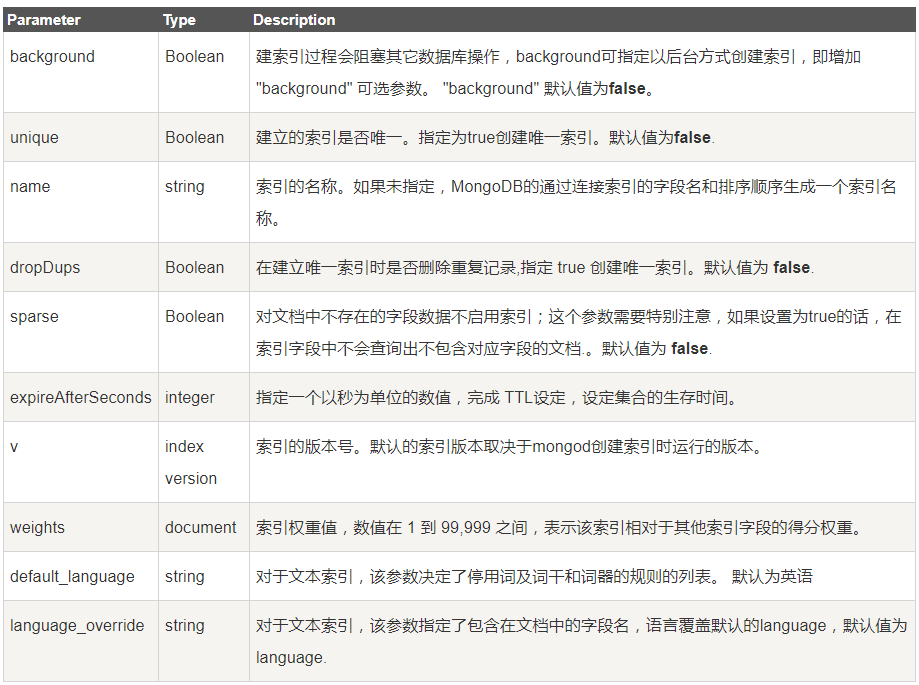 Parameter Type Description
background Boolean 建索引过程会阻塞其它数据库操作，background可指定以后台方式创建索引，即增加
"background" 可选参数。 "background" 默认值为false。
unique Boolean 建立的索引是否唯一。指定为true创建唯一索引。默认值为false.
name string 索引的名称。如果未指定，MongoDB的通过连接索引的字段名和排序顺序生成一个索引名
称。
dropDups Boolean 在建立唯一索引时是否删除重复记录,指定 true 创建唯一索引。默认值为 false.
sparse Boolean 对文档中不存在的字段数据不启用索引；这个参数需要特别注意，如果设置为true的话，在
索引字段中不会查询出不包含对应字段的文档.。默认值为 false.
expireAfterSeconds integer 指定一个以秒为单位的数值，完成 TTL设定，设定集合的生存时间。
v index 索引的版本号。默认的索引版本取决于mongod创建索引时运行的版本。
version
weights document 索引权重值，数值在 1 到 99,999 之间，表示该索引相对于其他索引字段的得分权重。
default_language string 对于文本索引，该参数决定了停用词及词干和词器的规则的列表。 默认为英语
language_override string 对于文本索引，该参数指定了包含在文档中的字段名，语言覆盖默认的language，默认值为
language.